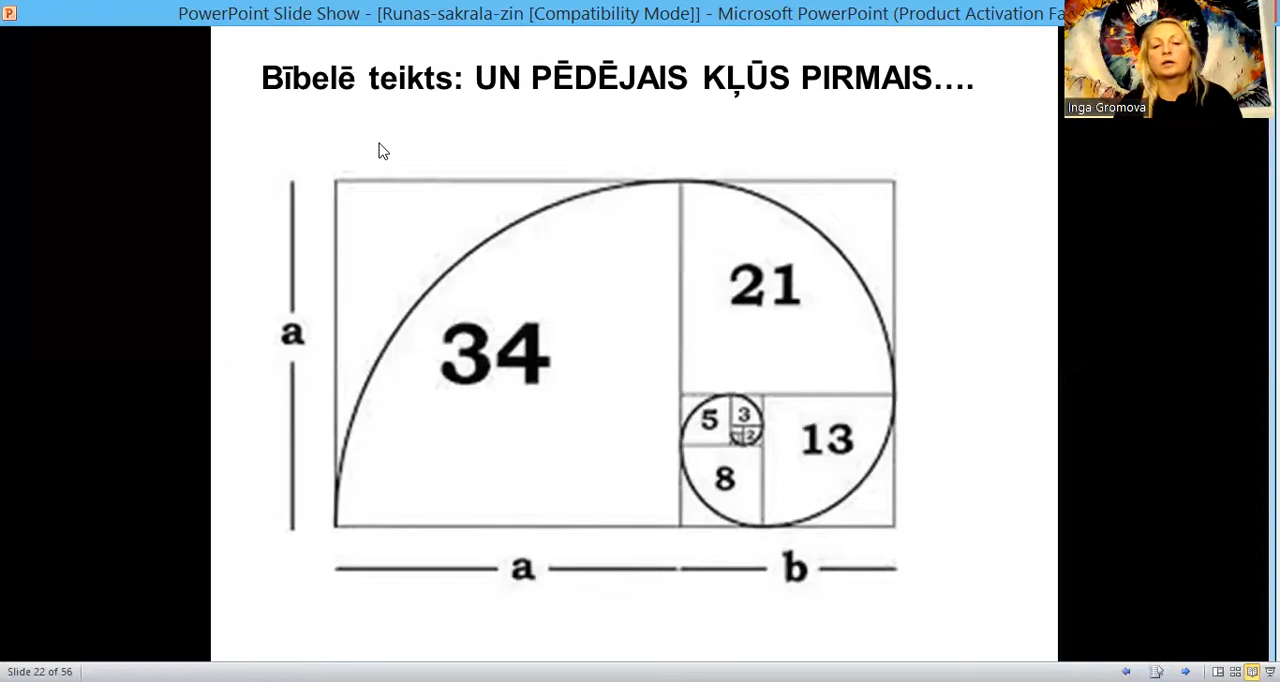 PowerPoint Slide Show - [Runas-sakrala-zin [Compatibility Mode]] - Microsoft PowerPoint (Product Activation Fa
Inga Gromova
Bībelē teikts: UN PĒDĒJAIS KĻŪS PIRMAIS....
34
21
a
5
3
2
13
8
a
b
Slide 22 of 56